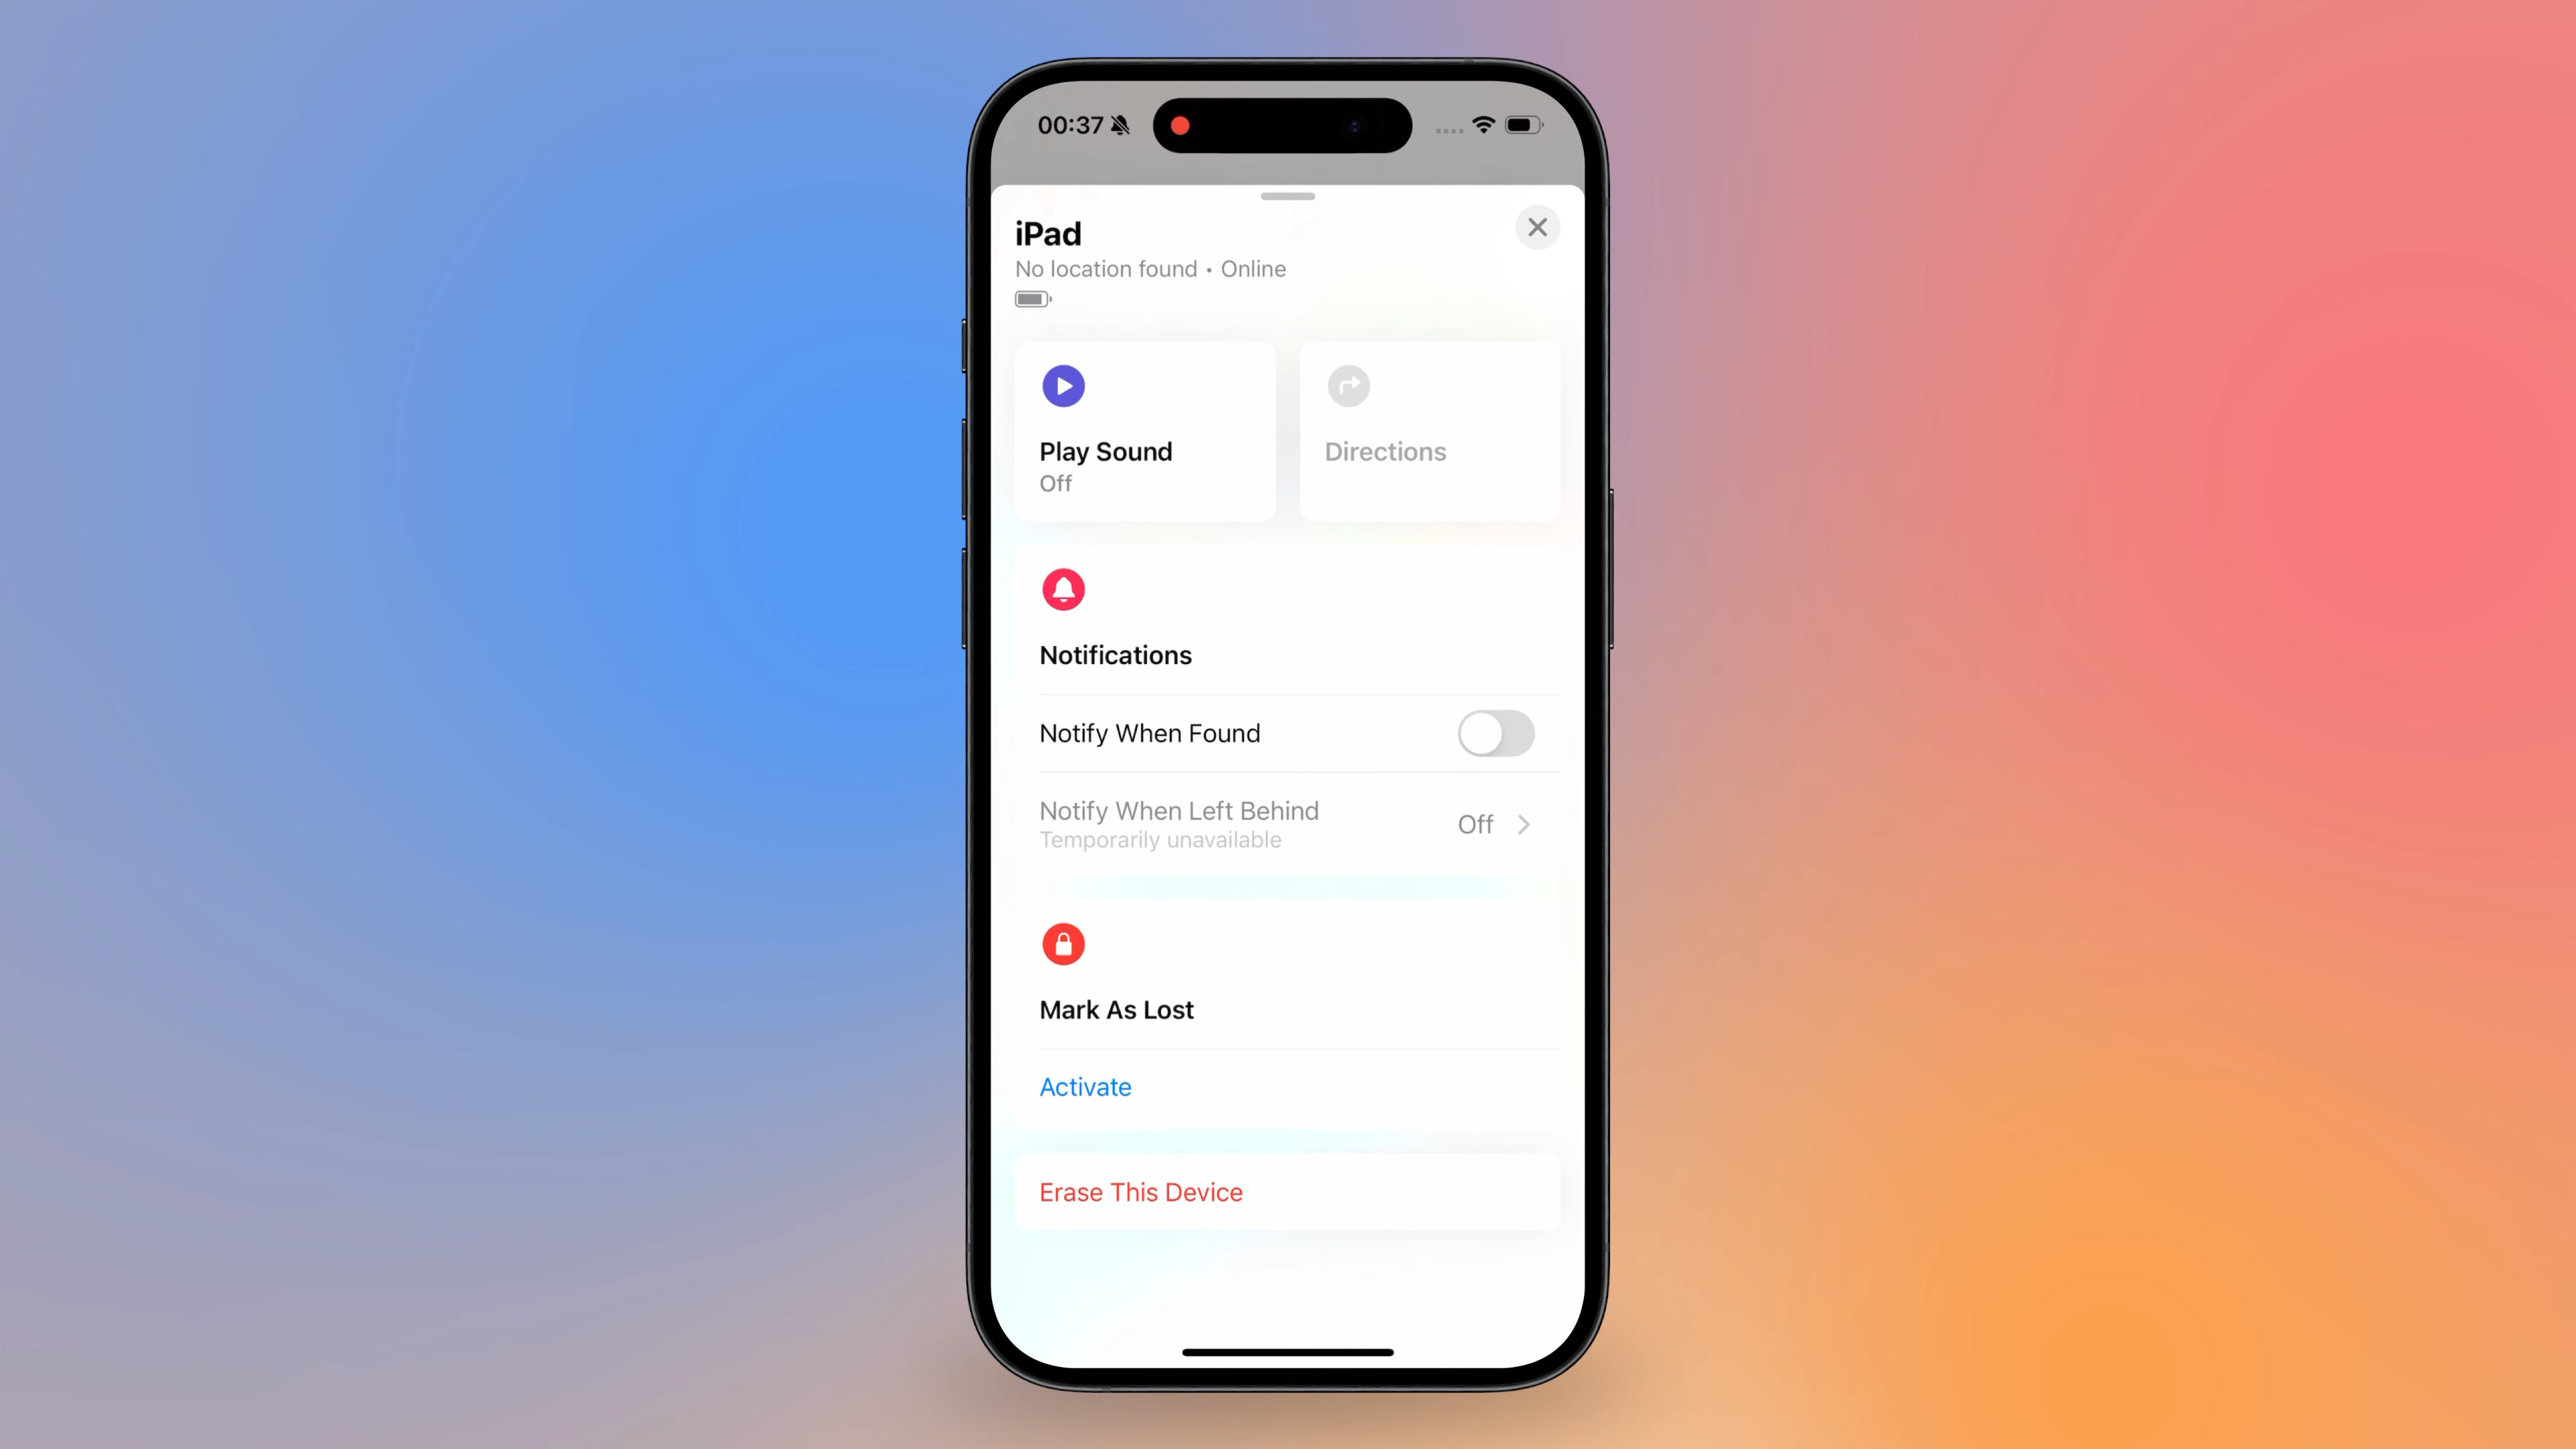 00:37
iPad
No location found • Online
Play Sound
Off
Directions
Notifications
Notify When Found
Notify When Left Behind
Temporarily unavailable
Off
Mark As Lost
Activate
Erase This Device